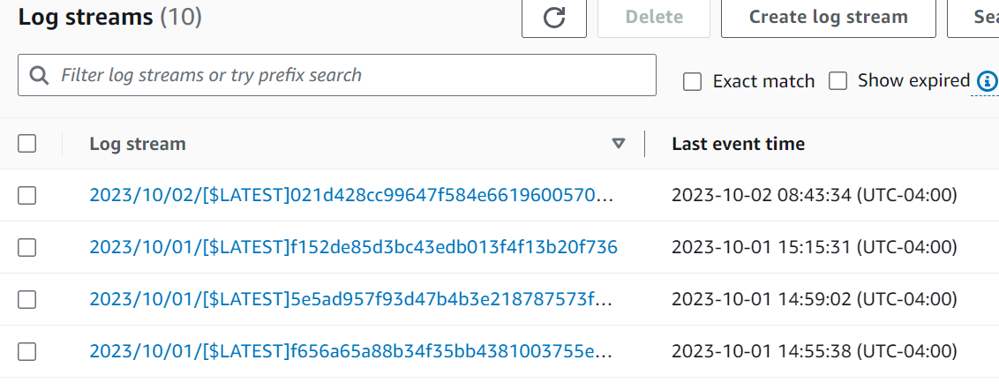 Log streams (10)
Delete
Create log stream
Filter log streams or try prefix search
Exact match
Show expired
Log stream
Last event time
2023/10/02/[$LATEST]021d428cc99647f584e6619600570...
2023-10-02 08:43:34 (UTC-04:00)
2023/10/01/[$LATEST]f152de85d3bc43edb013f4f13b20f736
2023-10-01 15:15:31 (UTC-04:00)
2023/10/01/[$LATEST]5e5ad957f93d47b4b3e218787573f...
2023-10-01 14:59:02 (UTC-04:00)
2023/10/01/[$LATEST]f656a65a88b34f35bb4381003755e...
2023-10-01 14:55:38 (UTC-04:00)